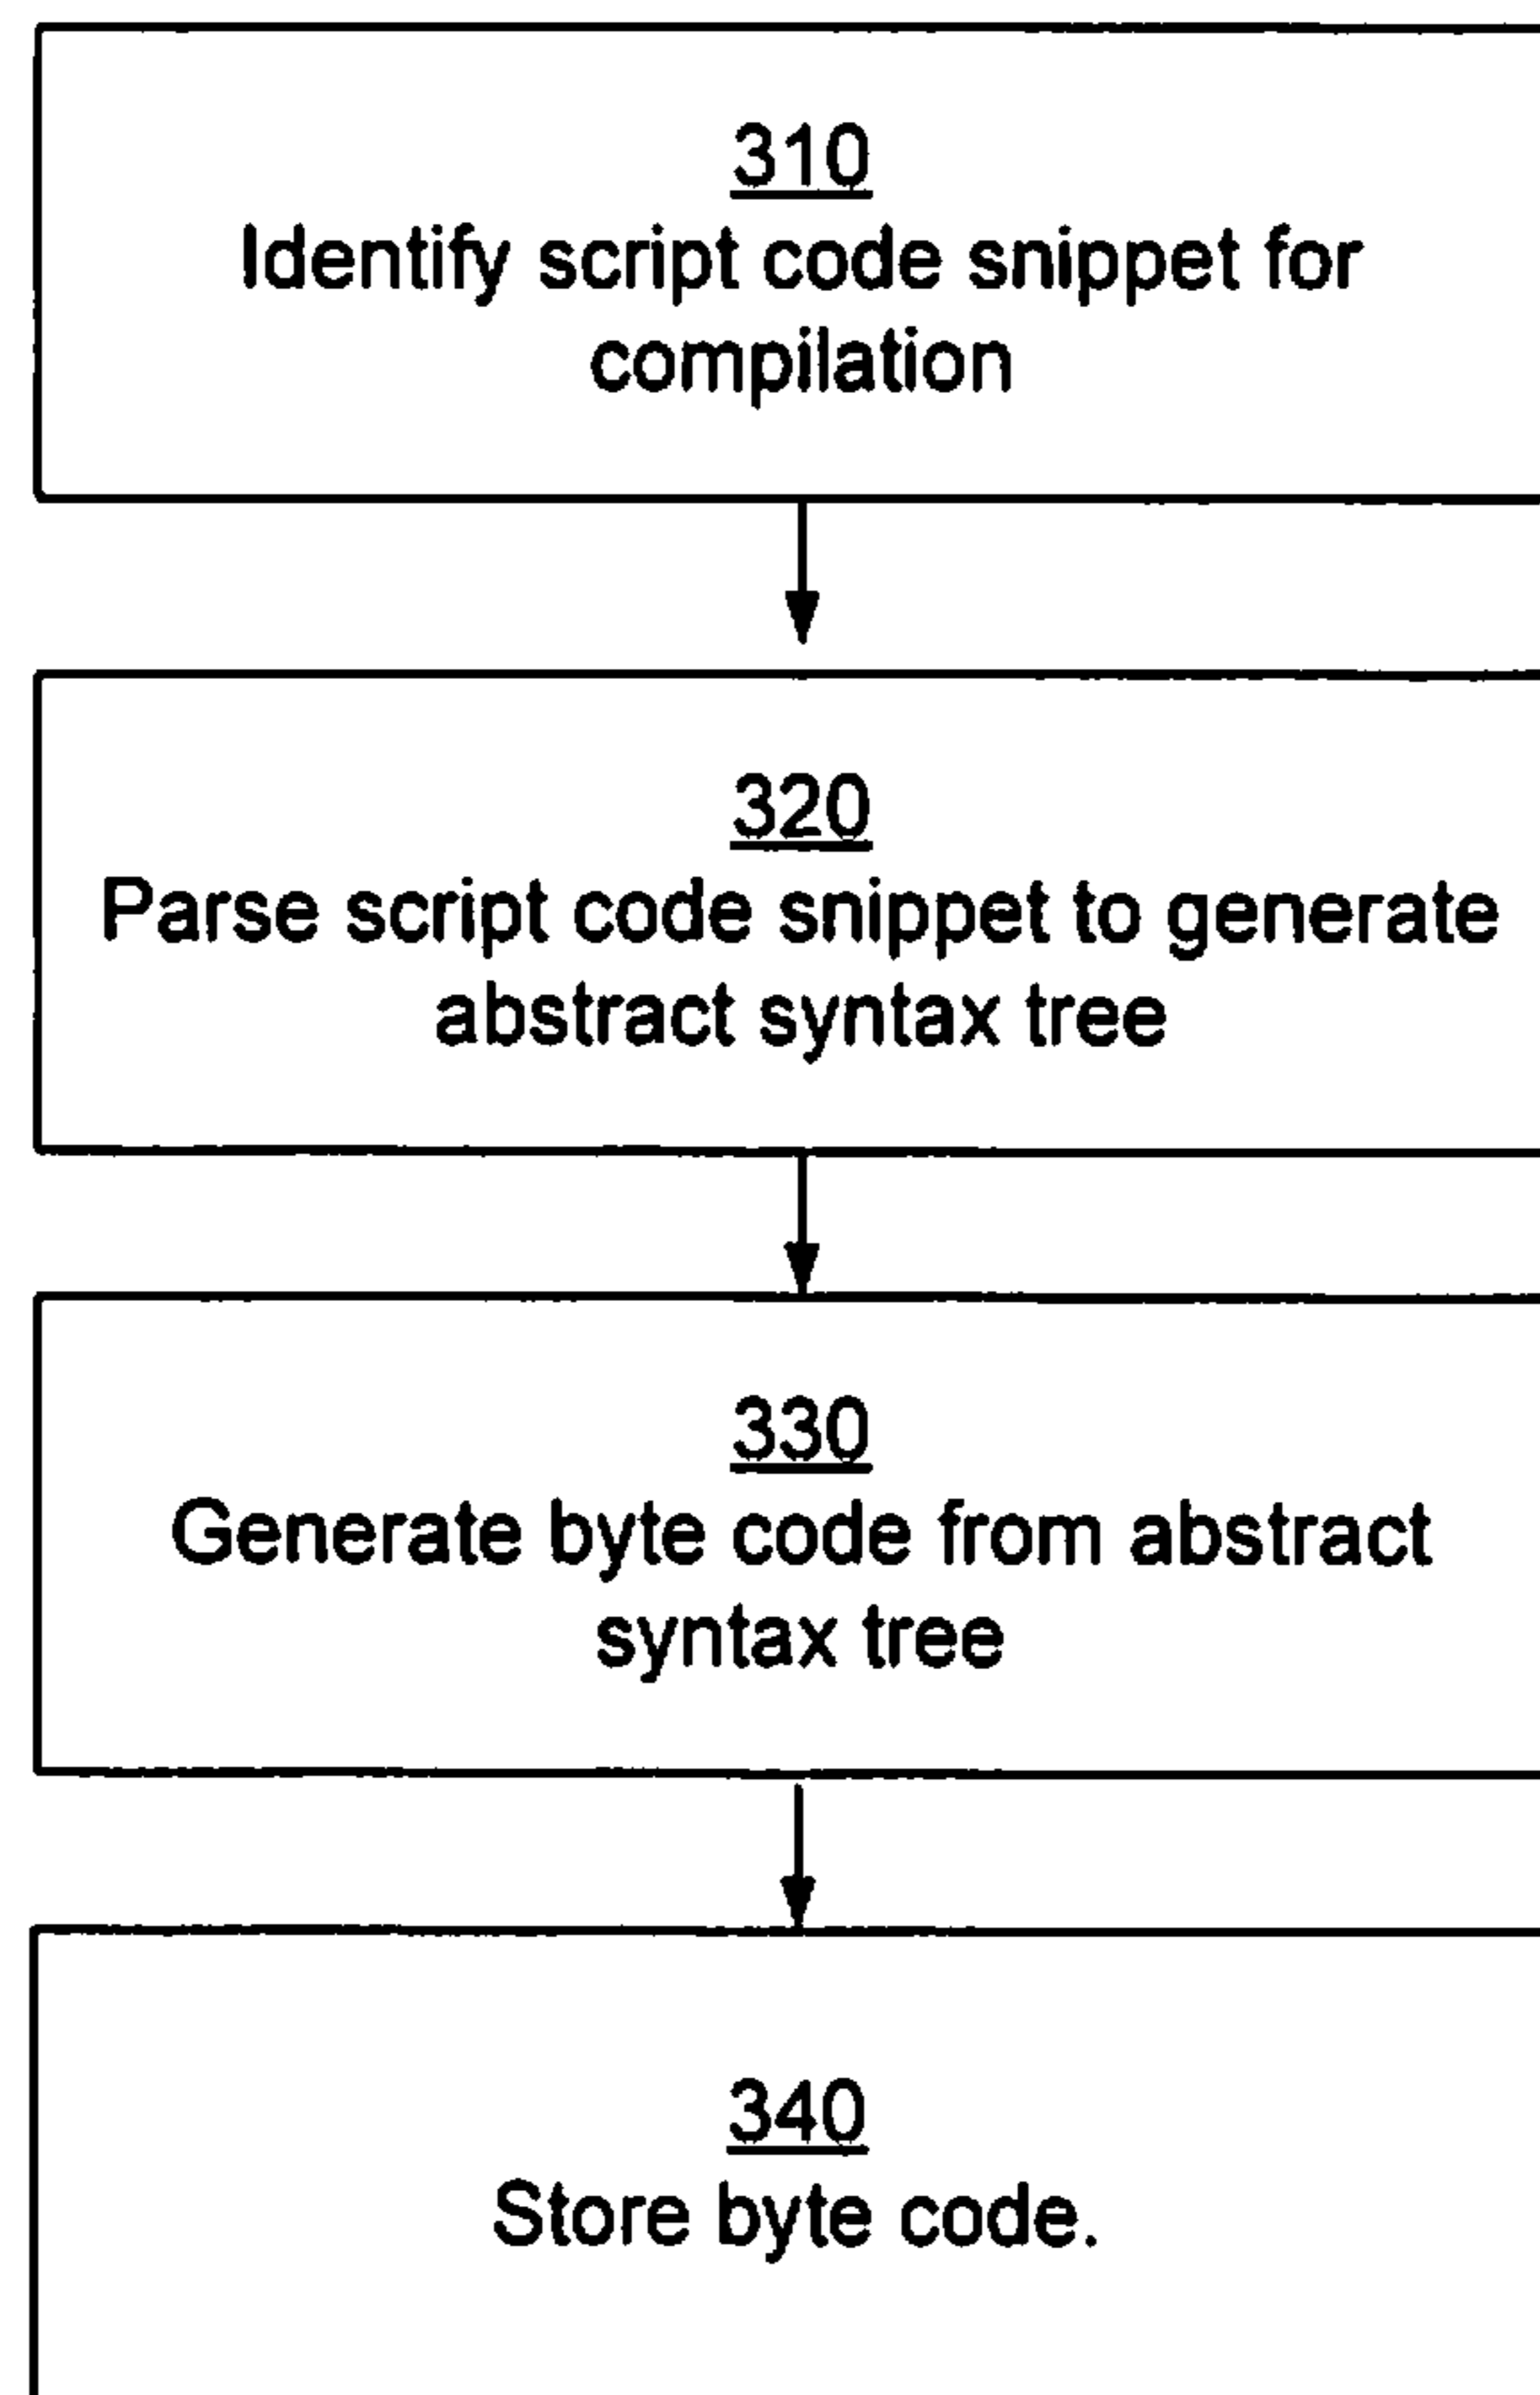 310
Identify script code snippet for
compilation
320
Parse script code snippet to generate
abstract syntax tree
330
Generate byte code from abstract
syntax tree
340
Store byte code.